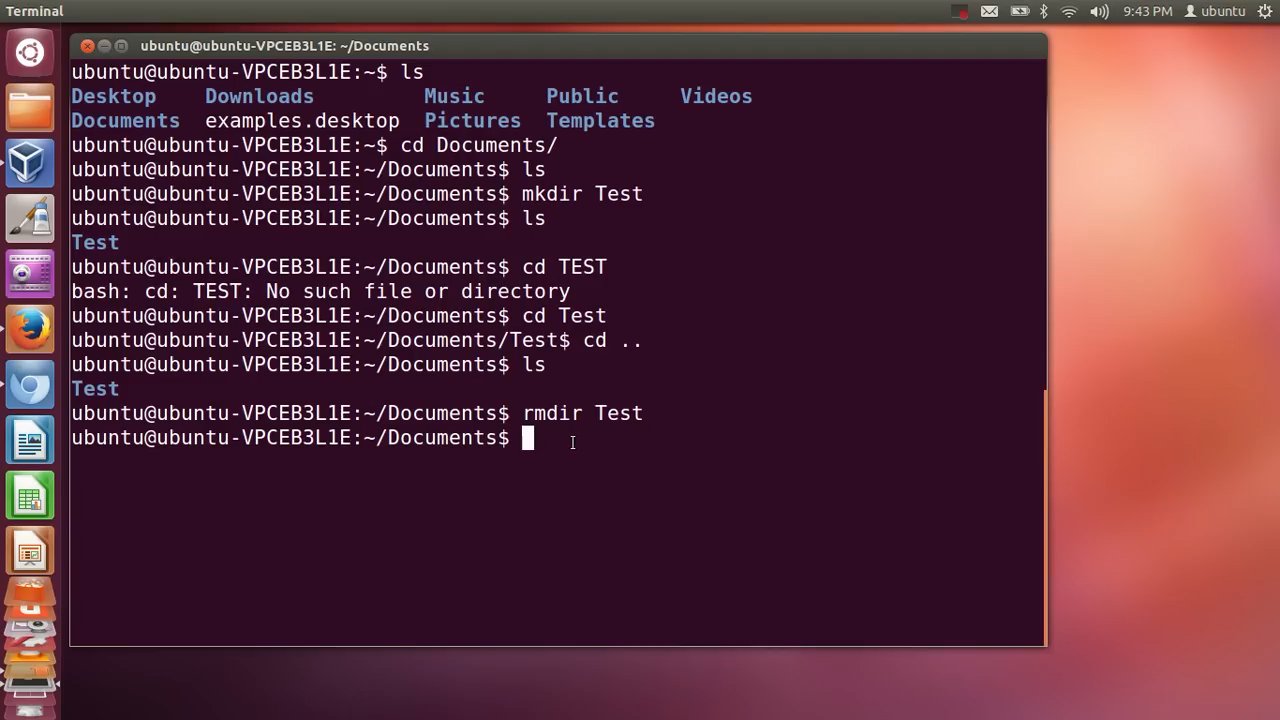 Terminal
9:43 PM ubuntu
ubuntu@ubuntu-VPCEB3L1E: ~/Documents
ubuntu@ubuntu-VPCEB3L1E:~$ ls
Desktop Downloads Music Public Videos
Documents examples.desktop Pictures Templates
ubuntu@ubuntu-VPCEB3L1E:~$ cd Documents/
ubuntu@ubuntu-VPCEB3L1E:~/Documents$ ls
ubuntu@ubuntu-VPCEB3L1E:~/Documents$ mkdir Test
ubuntu@ubuntu-VPCEB3L1E:~/Documents$ ls
Test
ubuntu@ubuntu-VPCEB3L1E:~/Documents$ cd TEST
bash: cd: TEST: No such file or directory
ubuntu@ubuntu-VPCEB3L1E:~/Documents$ cd Test
ubuntu@ubuntu-VPCEB3L1E:~/Documents/Test$ cd ..
ubuntu@ubuntu-VPCEB3L1E:~/Documents$ ls
Test
ubuntu@ubuntu-VPCEB3L1E:~/Documents$ rmdir Test
ubuntu@ubuntu-VPCEB3L1E:~/Documents$